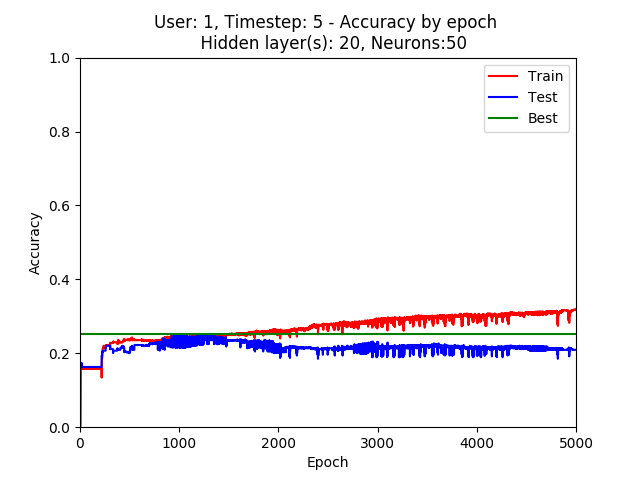 User: 1, Timestep: 5 - Accuracy by epoch
Hidden layer(s): 20, Neurons:50
Train
Test
Best
Accuracy
1.0
0.8
0.6
0.4
0.2
0.0
0 1000 2000 3000 4000 5000
Epoch